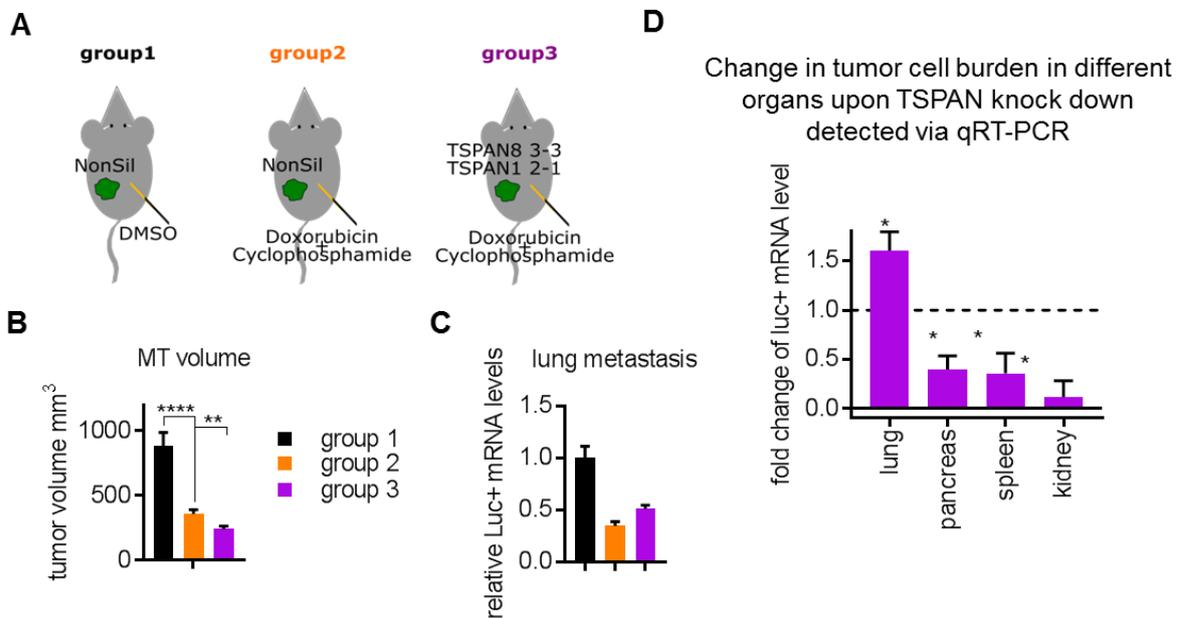 A
group1
group2
group3
NonSil
NonSil
TSPAN8 3-3
TSPAN1 2-1
DMSO
Doxorubicin
+
Cyclophosphamide
Doxorubicin
+
Cyclophosphamide
B
MT volume
tumor volume mm³
1000
500
0
****
**
group 1
group 2
group 3
C
lung metastasis
relative Luc+ mRNA levels
1.5
1.0
0.5
0.0
D
Change in tumor cell burden in different
organs upon TSPAN knock down
detected via qRT-PCR
fold change of luc+ mRNA level
1.5
1.0
0.5
0.0
*
*
*
*
lung
pancreas
spleen
kidney